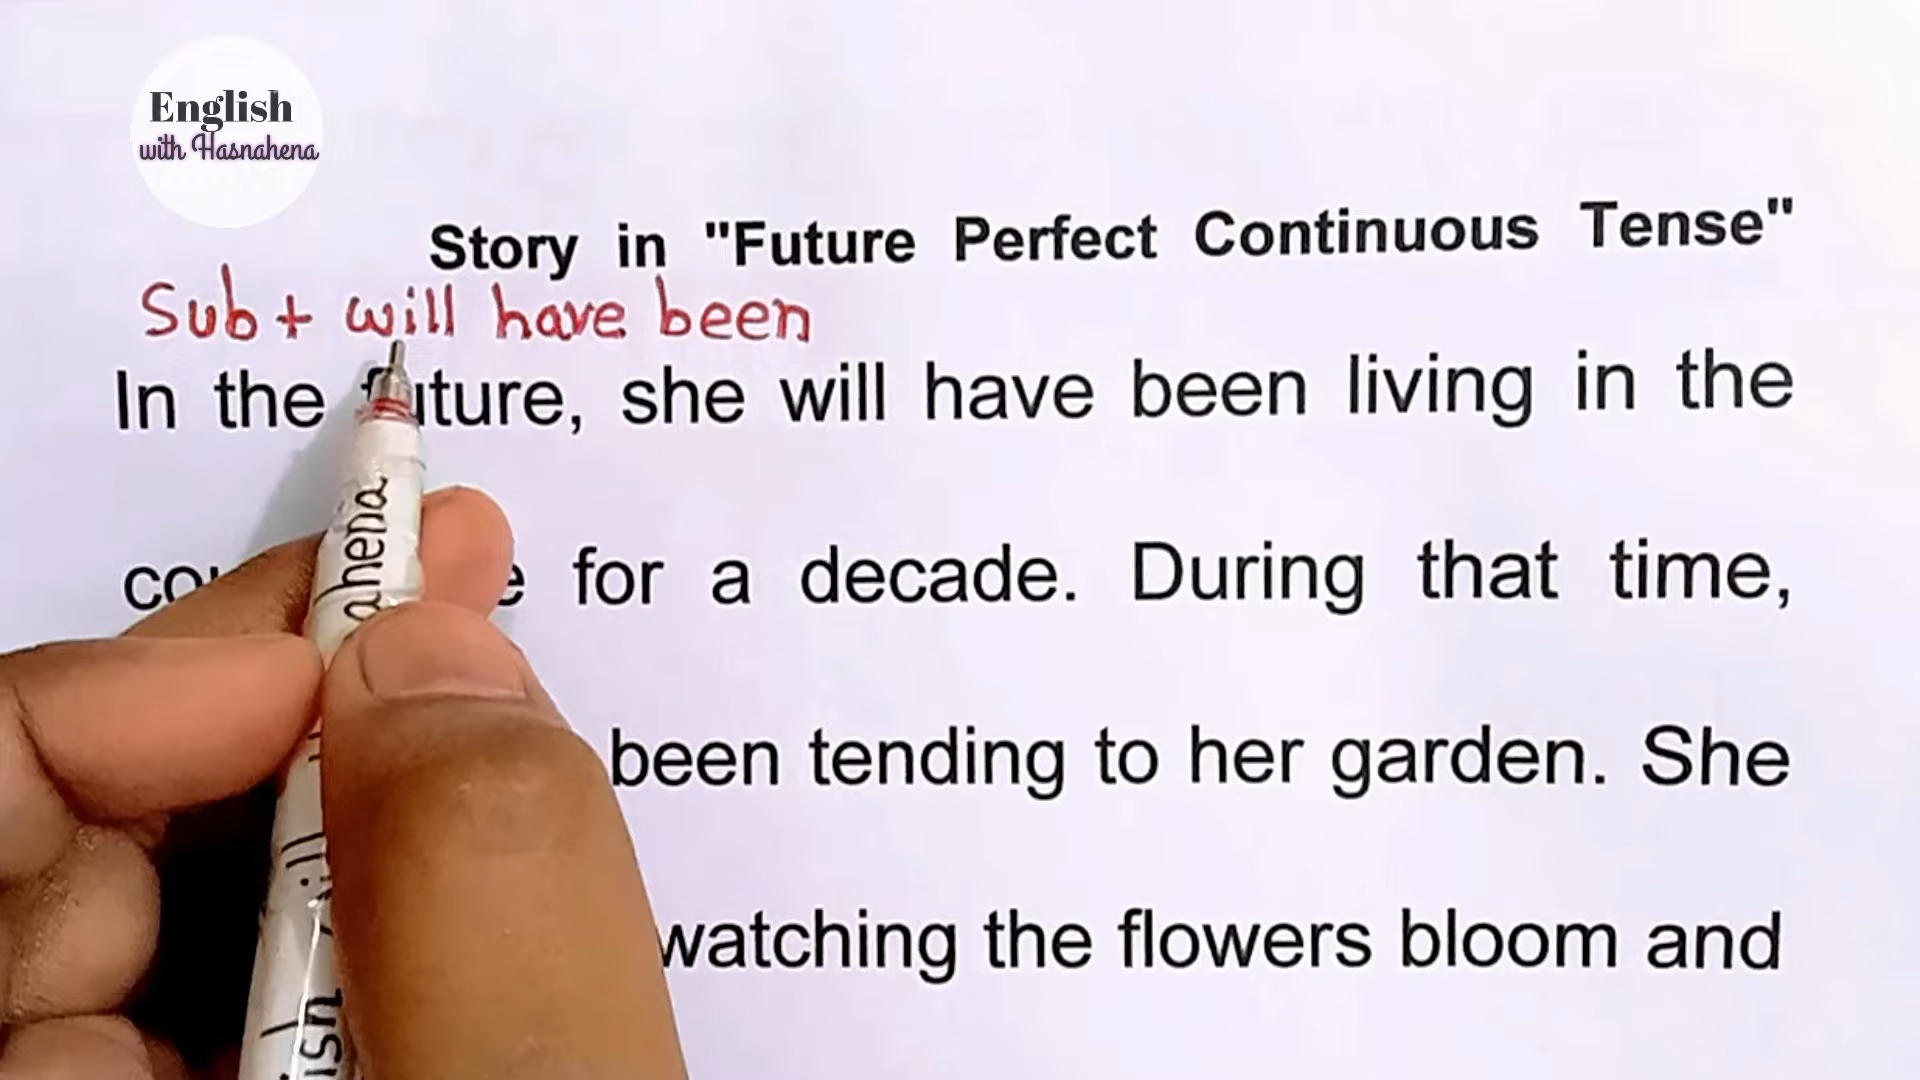 English
with Hasnahena
Story in "Future Perfect Continuous Tense"
Sub + will have been
In the future, she will have been living in the
for a decade. During that time,
been tending to her garden. She
watching the flowers bloom and